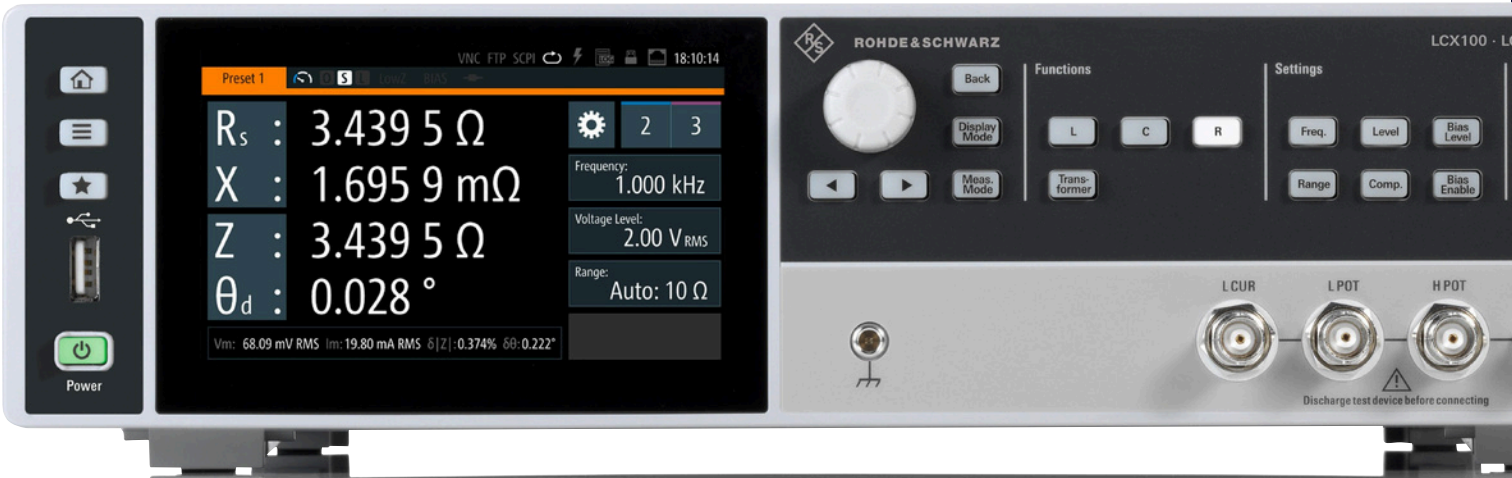 VNC FTP SCPI 18:10:14
Preset 1 S L LowZ BIAS
Rs : 3.439 5 Ω
X : 1.695 9 mΩ
Z : 3.439 5 Ω
θd : 0.028 °
Vm: 68.09 mV RMS Im: 19.80 mA RMS δ|Z|: 0.374% δθ: 0.222°
2 3
Frequency:
1.000 kHz
Voltage Level:
2.00 V RMS
Range:
Auto: 10 Ω
Power
R&S
ROHDE&SCHWARZ
LCX100 ·
Back
Display
Mode
Meas.
Mode
Functions
L C R
Trans-
former
Settings
Freq. Level Bias
Level
Range Comp. Bias
Enable
L CUR L POT H POT
Discharge test device before connecting